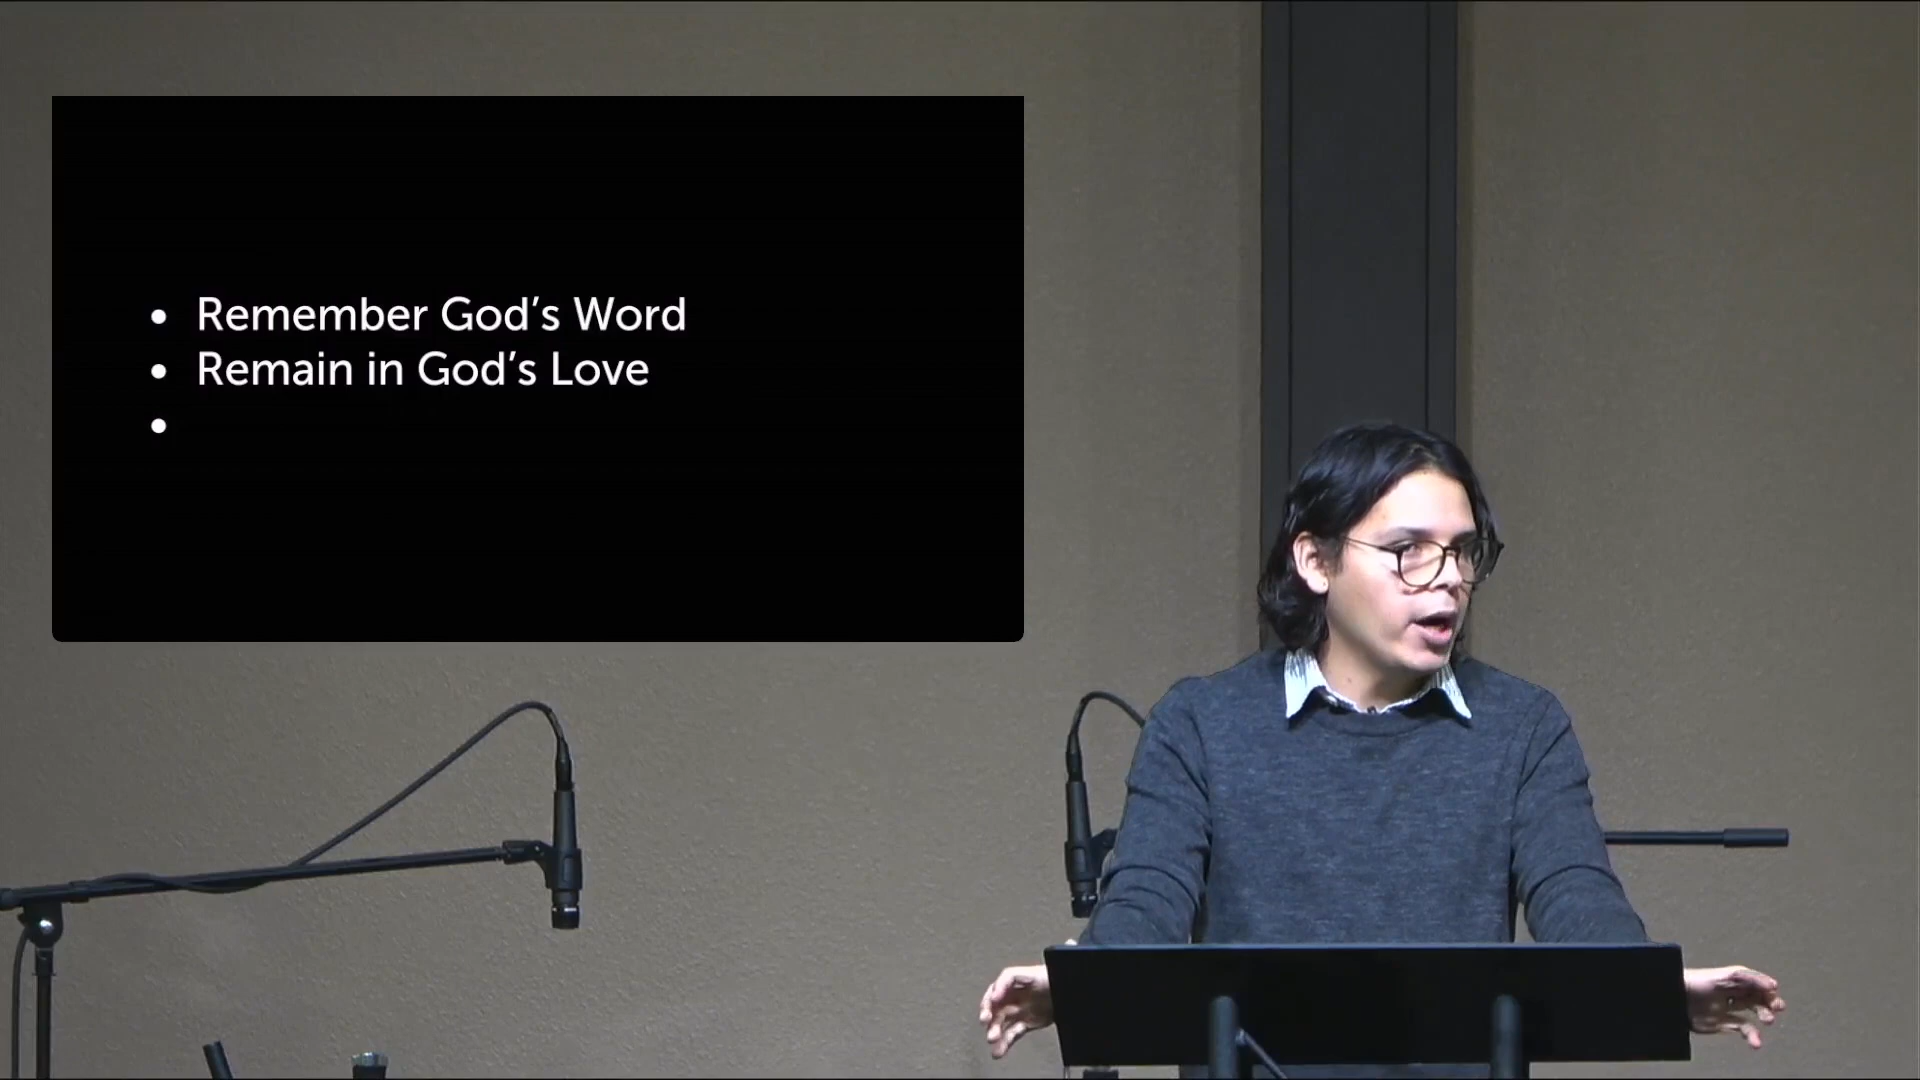 • Remember God's Word
• Remain in God's Love
•